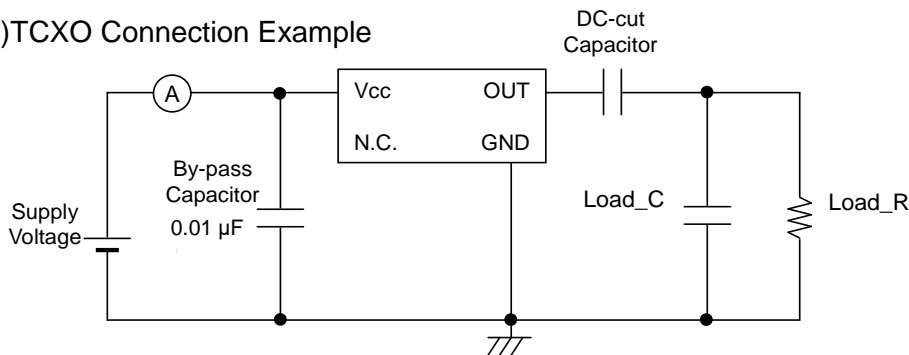 )TCXO Connection Example
DC-cut
Capacitor
A
Vcc
OUT
N.C.
GND
By-pass
Capacitor
0.01 µF
Supply
Voltage
Load_C
Load_R